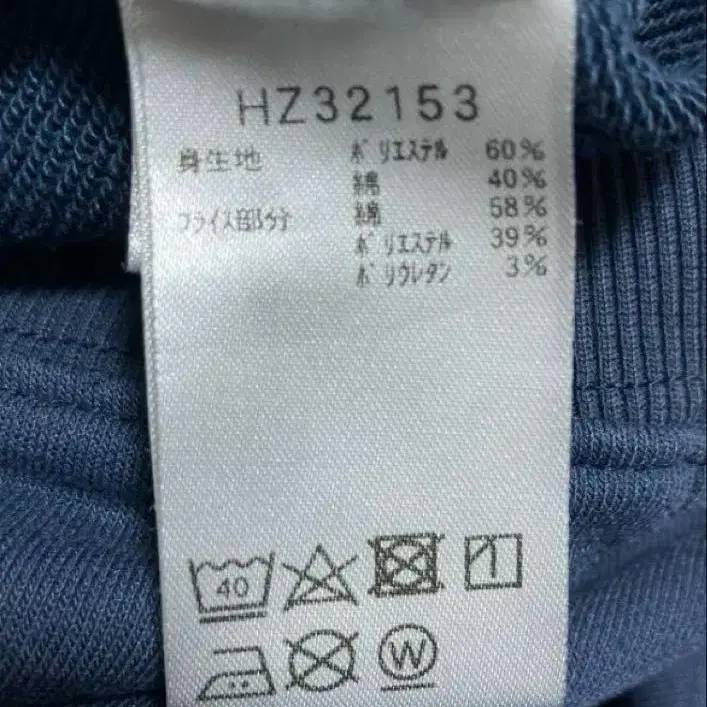 HZ32153
身生地 ポリエステル 60%
綿 40%
フライス部分 綿 58%
ポリエステル 39%
ポリウレタン 3%
40
W